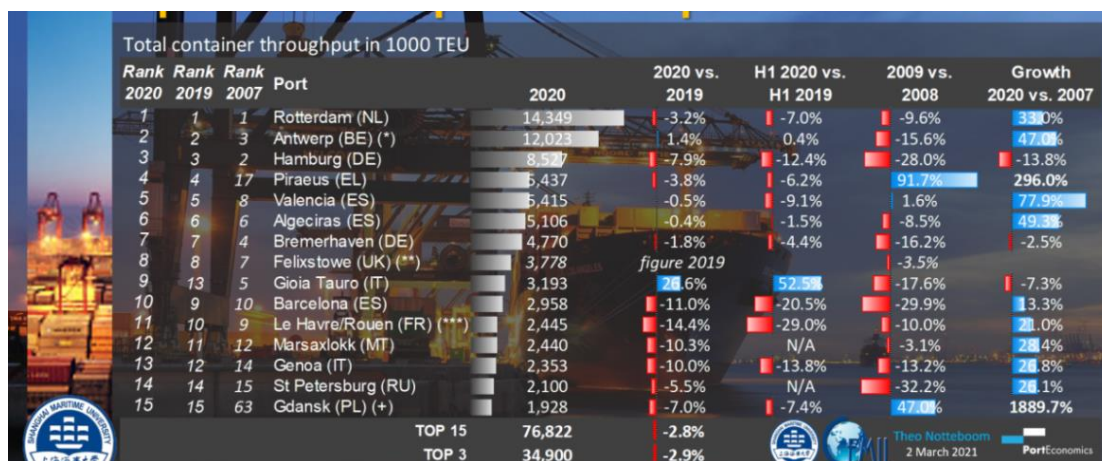 Total container throughput in 1000 TEU
Rank Rank Rank Port 2020 vs. H1 2020 vs. 2009 vs. Growth
2020 2019 2007 2020 2019 H1 2019 2008 2020 vs. 2007
1 1 1 Rotterdam (NL) 14,349 -3.2% -7.0% -9.6% 33.0%
2 2 3 Antwerp (BE) (*) 12,023 1.4% 0.4% -15.6% 47.0%
3 3 2 Hamburg (DE) 8,527 -7.9% -12.4% -28.0% -13.8%
4 4 17 Piraeus (EL) 5,437 -3.8% -6.2% 91.7% 296.0%
5 5 8 Valencia (ES) 5,415 -0.5% -9.1% 1.6% 77.9%
6 6 6 Algeciras (ES) 5,106 -0.4% -1.5% -8.5% 49.3%
7 7 4 Bremerhaven (DE) 4,770 -1.8% -4.4% -16.2% -2.5%
8 8 7 Felixstowe (UK) (**) 3,778 figure 2019 -3.5%
9 13 5 Gioia Tauro (IT) 3,193 26.6% 52.5% -17.6% -7.3%
10 9 10 Barcelona (ES) 2,958 -11.0% -20.5% -29.9% 13.3%
11 10 9 Le Havre/Rouen (FR) (***) 2,445 -14.4% -29.0% -10.0% 21.0%
12 11 12 Marsaxlokk (MT) 2,440 -10.3% N/A -3.1% 28.4%
13 12 14 Genoa (IT) 2,353 -10.0% -13.8% -13.2% 26.8%
14 14 15 St Petersburg (RU) 2,100 -5.5% N/A -32.2% 26.1%
15 15 63 Gdansk (PL) (+) 1,928 -7.0% -7.4% 47.0% 1889.7%
TOP 15 76,822 -2.8%
TOP 3 34,900 -2.9%
SHANGHAI MARITIME UNIVERSITY
Theo Notteboom
2 March 2021
PortEconomics